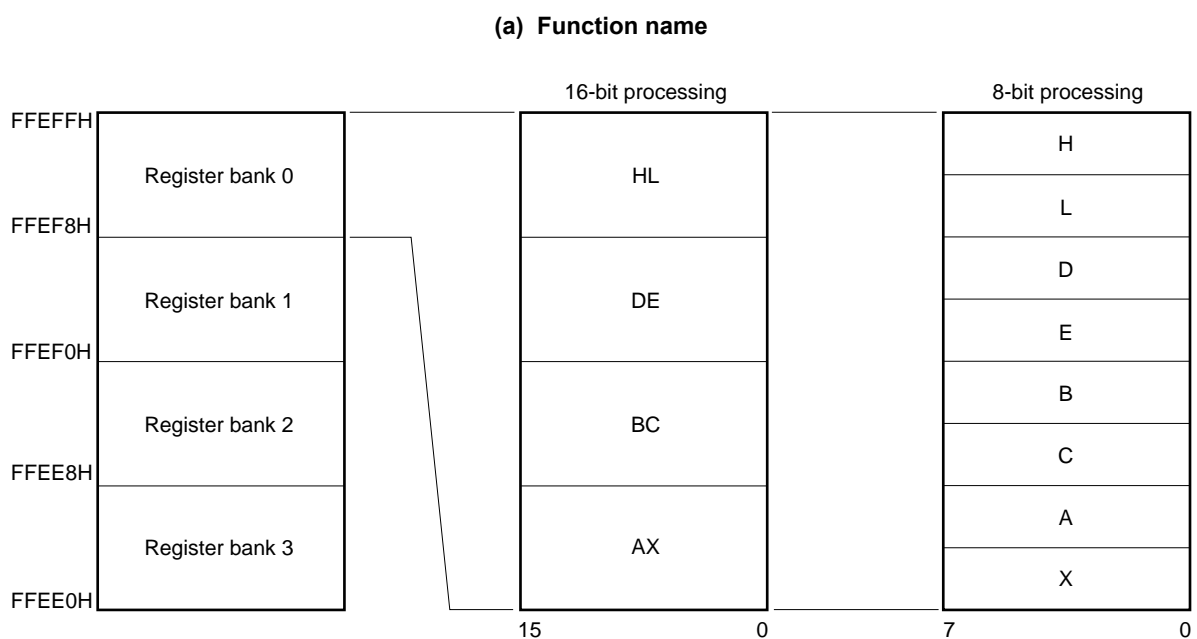 (a) Function name
16-bit processing
8-bit processing
FFEFFH
Register bank 0
HL
H
L
FFEF8H
Register bank 1
DE
D
E
FFEF0H
Register bank 2
BC
B
C
FFEE8H
Register bank 3
AX
A
X
FFEE0H
15 0
7 0